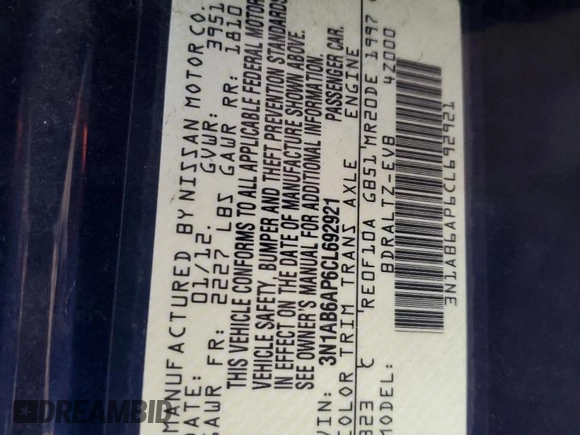 MANUFACTURED BY NISSAN MOTOR CO.
DATE: 01/12. GVWR: 3951
GAWR FR: 2227 LBS GAWR RR: 1810
THIS VEHICLE CONFORMS TO ALL APPLICABLE FEDERAL MOTOR
VEHICLE SAFETY, BUMPER AND THEFT PREVENTION STANDARDS
IN EFFECT ON THE DATE OF MANUFACTURE SHOWN ABOVE.
SEE OWNER'S MANUAL FOR ADDITIONAL INFORMATION.
VIN: 3N1AB6AP6CL692921 PASSENGER CAR.
COLOR TRIM TRANS AXLE ENGINE
B23 C RE0F10A GB51 MR20DE 1997
MODEL: BDRALTZ-EVB 4Z000
3N1AB6AP6CL692921
DREAMBID